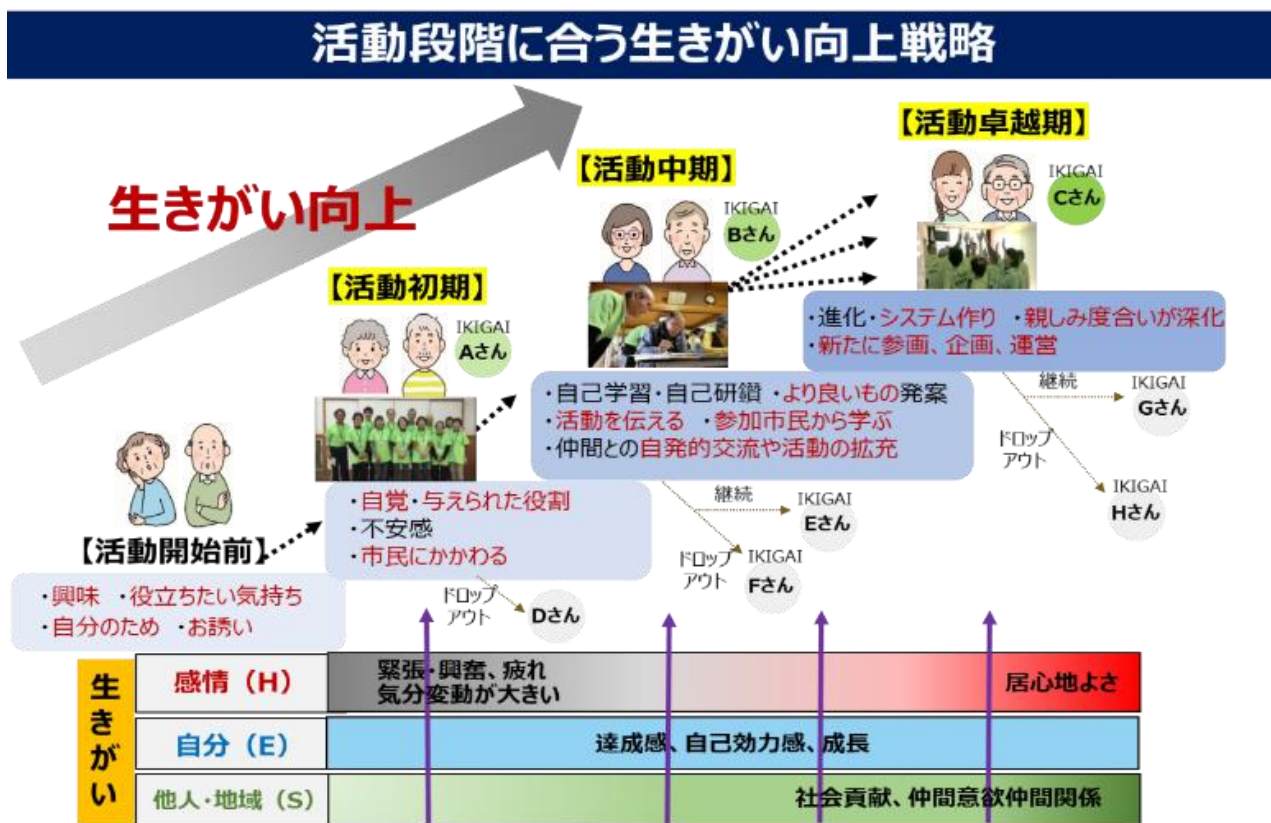 活動段階に合う生きがい向上戦略
生きがい向上
【活動開始前】
・興味 ・役立ちたい気持ち
・自分のため ・お誘い
【活動初期】
IKIGAI
Aさん
・自覚・与えられた役割
・不安感
・市民にかかわる
ドロップ
アウト
Dさん
【活動中期】
IKIGAI
Bさん
・自己学習・自己研鑽 ・より良いもの発案
・活動を伝える ・参加市民から学ぶ
・仲間との自発的交流や活動の拡充
継続
IKIGAI
Eさん
ドロップ
アウト
IKIGAI
Fさん
【活動卓越期】
IKIGAI
Cさん
・進化・システム作り ・親しみ度合いが深化
・新たに参画、企画、運営
継続
IKIGAI
Gさん
ドロップ
アウト
IKIGAI
Hさん
生きがい
感情（H）
緊張・興奮、疲れ
気分変動が大きい
居心地よさ
自分（E）
達成感、自己効力感、成長
他人・地域（S）
社会貢献、仲間意欲仲間関係